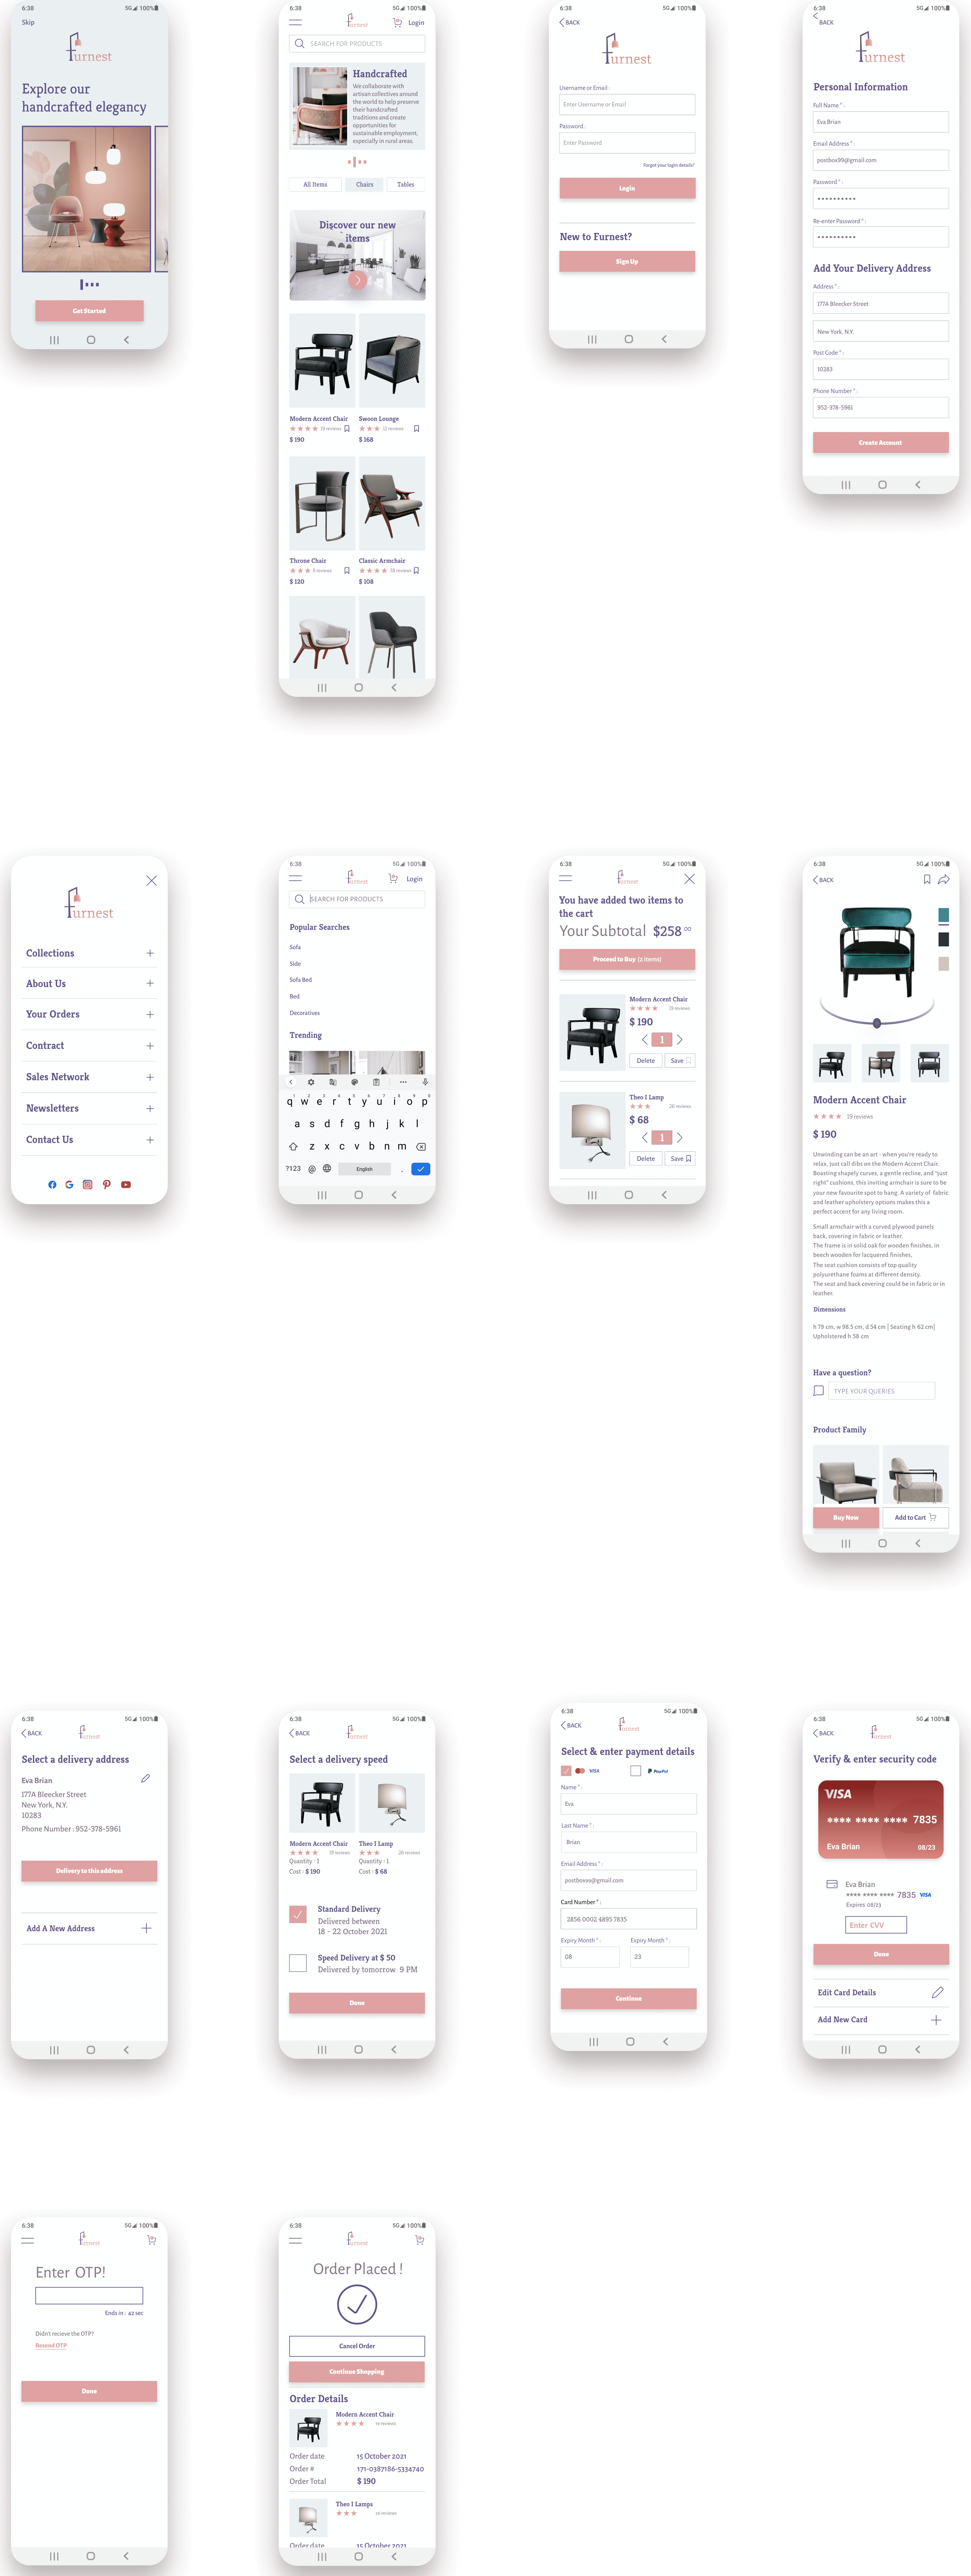 6:38 5G 100%
Skip
furnest
Explore our
handcrafted elegancy
Get Started
6:38 5G 100%
furnest
Login
SEARCH FOR PRODUCTS
Handcrafted
We collaborate with
artisan collectives around
the world to help preserve
their handcrafted
traditions and create
opportunities for
sustainable employment,
especially in rural areas.
All Items Chairs Tables
Discover our new
items
Modern Accent Chair Swoon Lounge
19 reviews 12 reviews
$ 190 $ 168
Throne Chair Classic Armchair
8 reviews
$ 120 $ 108
6:38 5G 100%
BACK
furnest
Username or Email :
Enter Username or Email
Password :
Enter Password
Forgot your login details?
Login
New to Furnest?
Sign Up
6:38 5G 100%
BACK
furnest
Personal Information
Full Name * :
Eva Brian
Email Address * :
postbox99@gmail.com
Password * :
Re-enter Password * :
Add Your Delivery Address
Address * :
177A Bleecker Street
New York, N.Y.
Post Code * :
10283
Phone Number * :
952-378-5961
Create Account
furnest
Collections
About Us
Your Orders
Contract
Sales Network
Newsletters
Contact Us
6:38 5G 100%
furnest
Login
SEARCH FOR PRODUCTS
Popular Searches
Sofa
Side
Sofa Bed
Bed
Decoratives
Trending
1 2 3 4 5 6 7 8 9 0
q w e r t y u i o p
a s d f g h j k l
z x c v b n m
?123 @ English .
6:38 5G 100%
furnest
You have added two items to
the cart
Your Subtotal $258 00
Proceed to Buy (2 items)
Modern Accent Chair
19 reviews
$ 190
1
Delete Save
Theo I Lamp
26 reviews
$ 68
1
Delete Save
6:38 5G 100%
BACK
Modern Accent Chair
19 reviews
$ 190
Unwinding can be an art - when you're ready to
relax, just call dibs on the Modern Accent Chair.
Boasting shapely curves, a gentle recline, and "just
right" cushions, this inviting armchair is sure to be
your new favourite spot to bang. A variety of fabric
and leather upholstery options makes this a
perfect accent for any living room.
Small armchair with a curved plywood panels
back, covering in fabric or leather.
The frame is in solid oak for wooden finishes, in
beech wooden for lacquered finishes.
The seat cushion consists of top quality
polyurethane foams at different density.
The seat and back covering could be in fabric or in
leather.
Dimensions
h 79 cm, w 98.5 cm, d 54 cm | Seating h 62 cm|
Upholstered h 58 cm
Have a question?
TYPE YOUR QUERIES
Product Family
Buy Now Add to Cart
6:38 5G 100%
BACK
furnest
Select a delivery address
Eva Brian
177A Bleecker Street
New York, N.Y.
10283
Phone Number : 952-378-5961
Delivery to this address
Add A New Address
6:38 5G 100%
BACK
furnest
Select a delivery speed
Modern Accent Chair Theo I Lamp
19 reviews 26 reviews
Quantity : 1 Quantity : 1
Cost : $ 190 Cost : $ 68
Standard Delivery
Delivered between
18 – 22 October 2021
Speed Delivery at $ 50
Delivered by tomorrow 9 PM
Done
6:38 5G 100%
BACK
furnest
Select & enter payment details
VISA PayPal
Name * :
Eva
Last Name * :
Brian
Email Address * :
postbox99@gmail.com
Card Number * :
2856 0002 4895 7835
Expiry Month * : Expiry Month * :
08 23
Continue
6:38 5G 100%
BACK
furnest
Verify & enter security code
VISA
**** **** **** 7835
Eva Brian 08/23
Eva Brian
**** **** **** 7835 VISA
Expires 08/23
Enter CVV
Done
Edit Card Details
Add New Card
6:38 5G 100%
furnest
Enter OTP!
Ends in : 42 sec
Didn't recieve the OTP?
Resend OTP
Done
6:38 5G 100%
furnest
Order Placed !
Cancel Order
Continue Shopping
Order Details
Modern Accent Chair
19 reviews
Order date 15 October 2021
Order # 171-0387186-5334740
Order Total $ 190
Theo I Lamps
Order date 15 October 2021